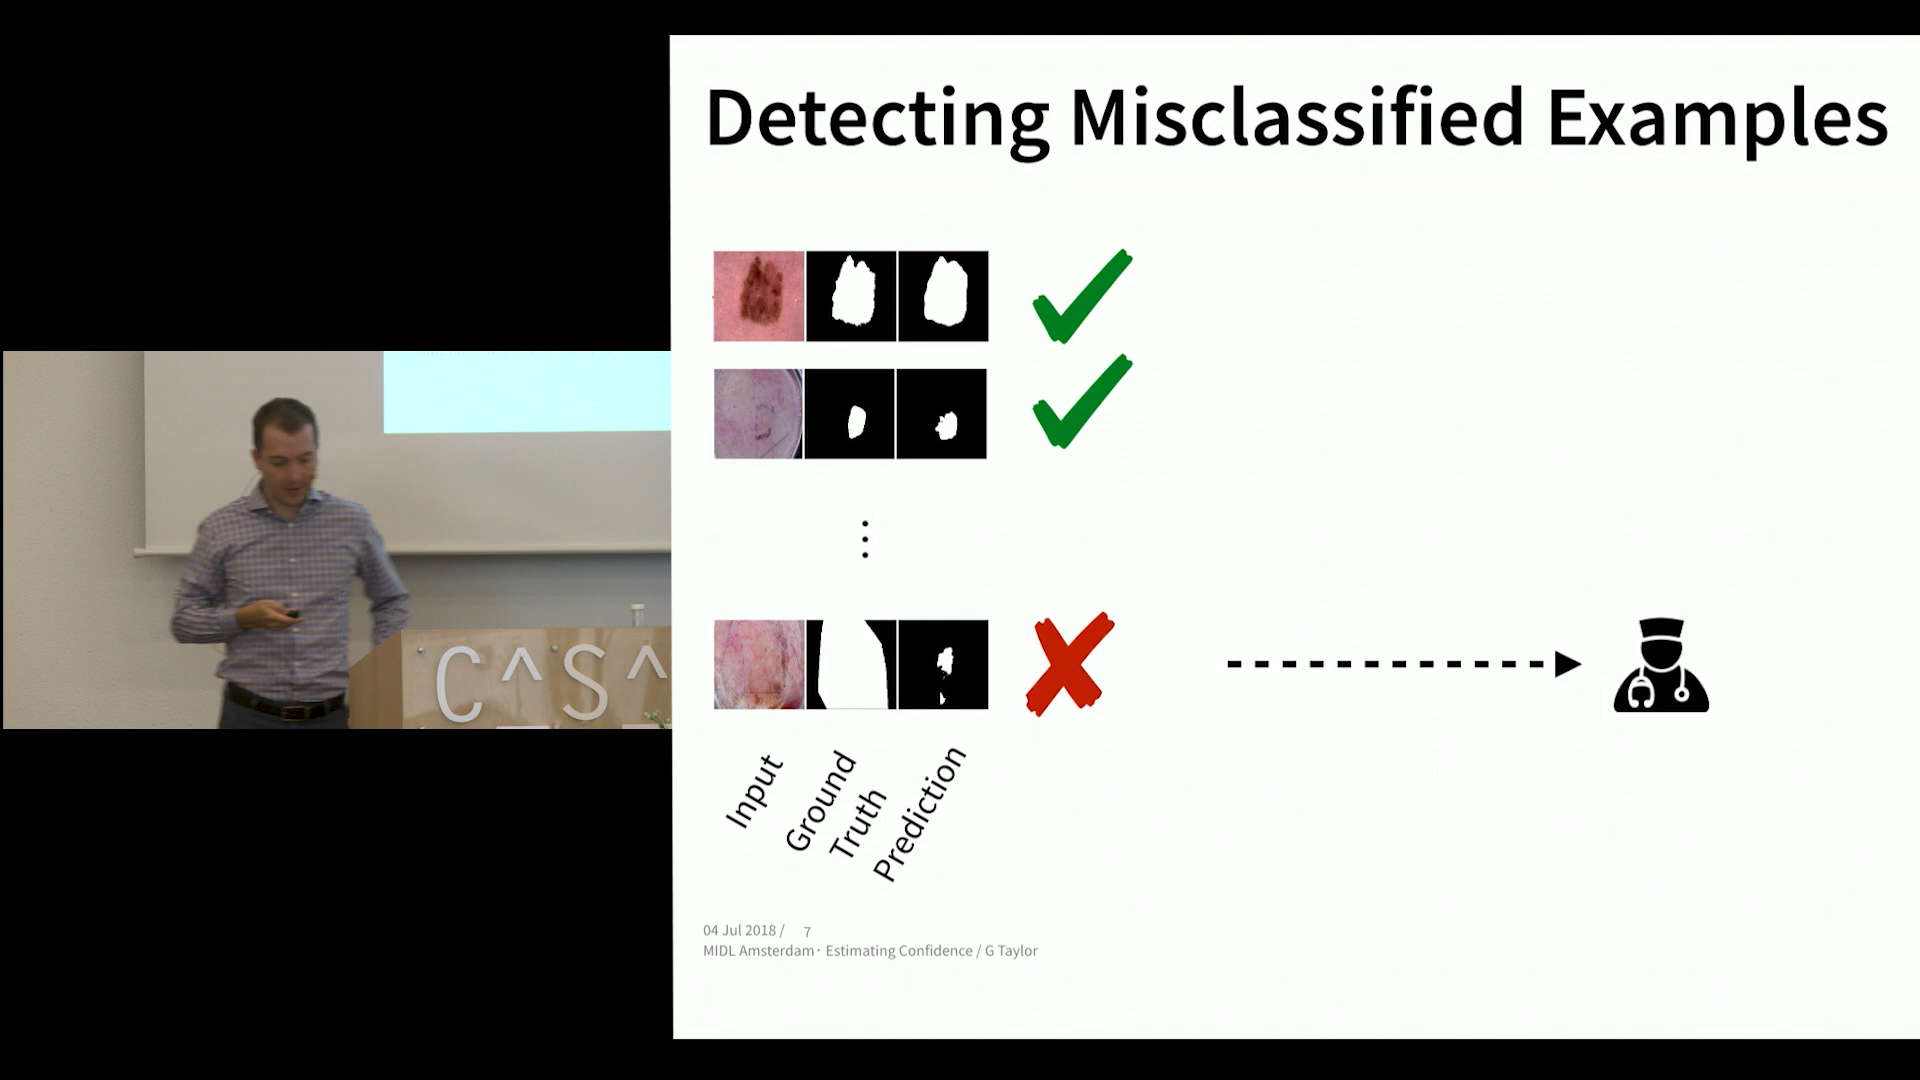 Detecting Misclassified Examples
Input
Ground
Truth
Prediction
04 Jul 2018 / 7
MIDL Amsterdam · Estimating Confidence / G Taylor
C^S^